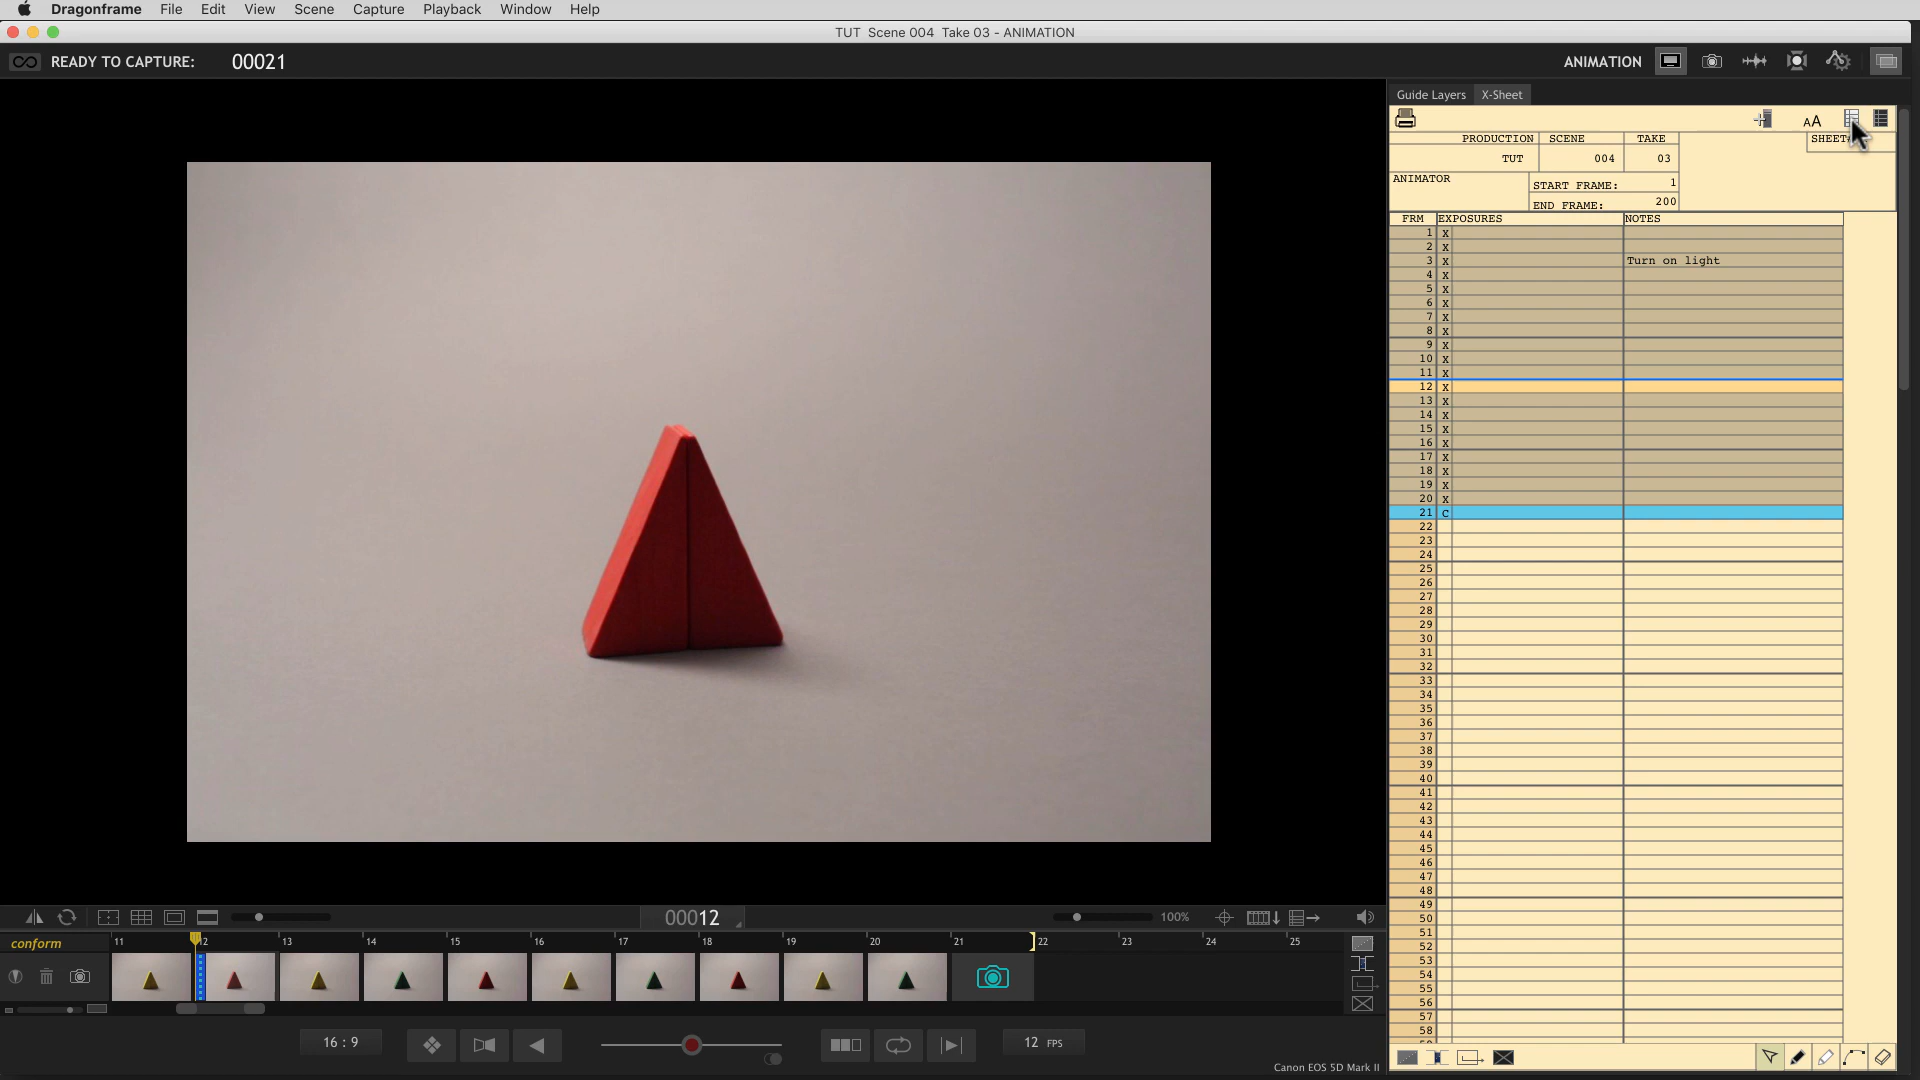 Dragonframe File Edit View Scene Capture Playback Window Help
TUT Scene 004 Take 03 - ANIMATION
READY TO CAPTURE: 00021 ANIMATION
Guide Layers X-Sheet
AA
PRODUCTION SCENE TAKE
TUT 004 03
ANIMATOR
START FRAME: 1
END FRAME: 200
FRM EXPOSURES NOTES
1 X
2 X
3 X Turn on light
4 X
5 X
6 X
7 X
8 X
9 X
10 X
11 X
12 X
13 X
14 X
15 X
16 X
17 X
18 X
19 X
20 X
21 C
22
23
24
25
26
27
28
29
30
31
32
33
34
35
36
37
38
39
40
41
42
43
44
45
46
47
48
49
50
51
52
53
54
55
56
57
58
00012 100%
conform 11 12 13 14 15 16 17 18 19 20 21 22 23 24 25
16 : 9 12 FPS
Canon EOS 5D Mark II